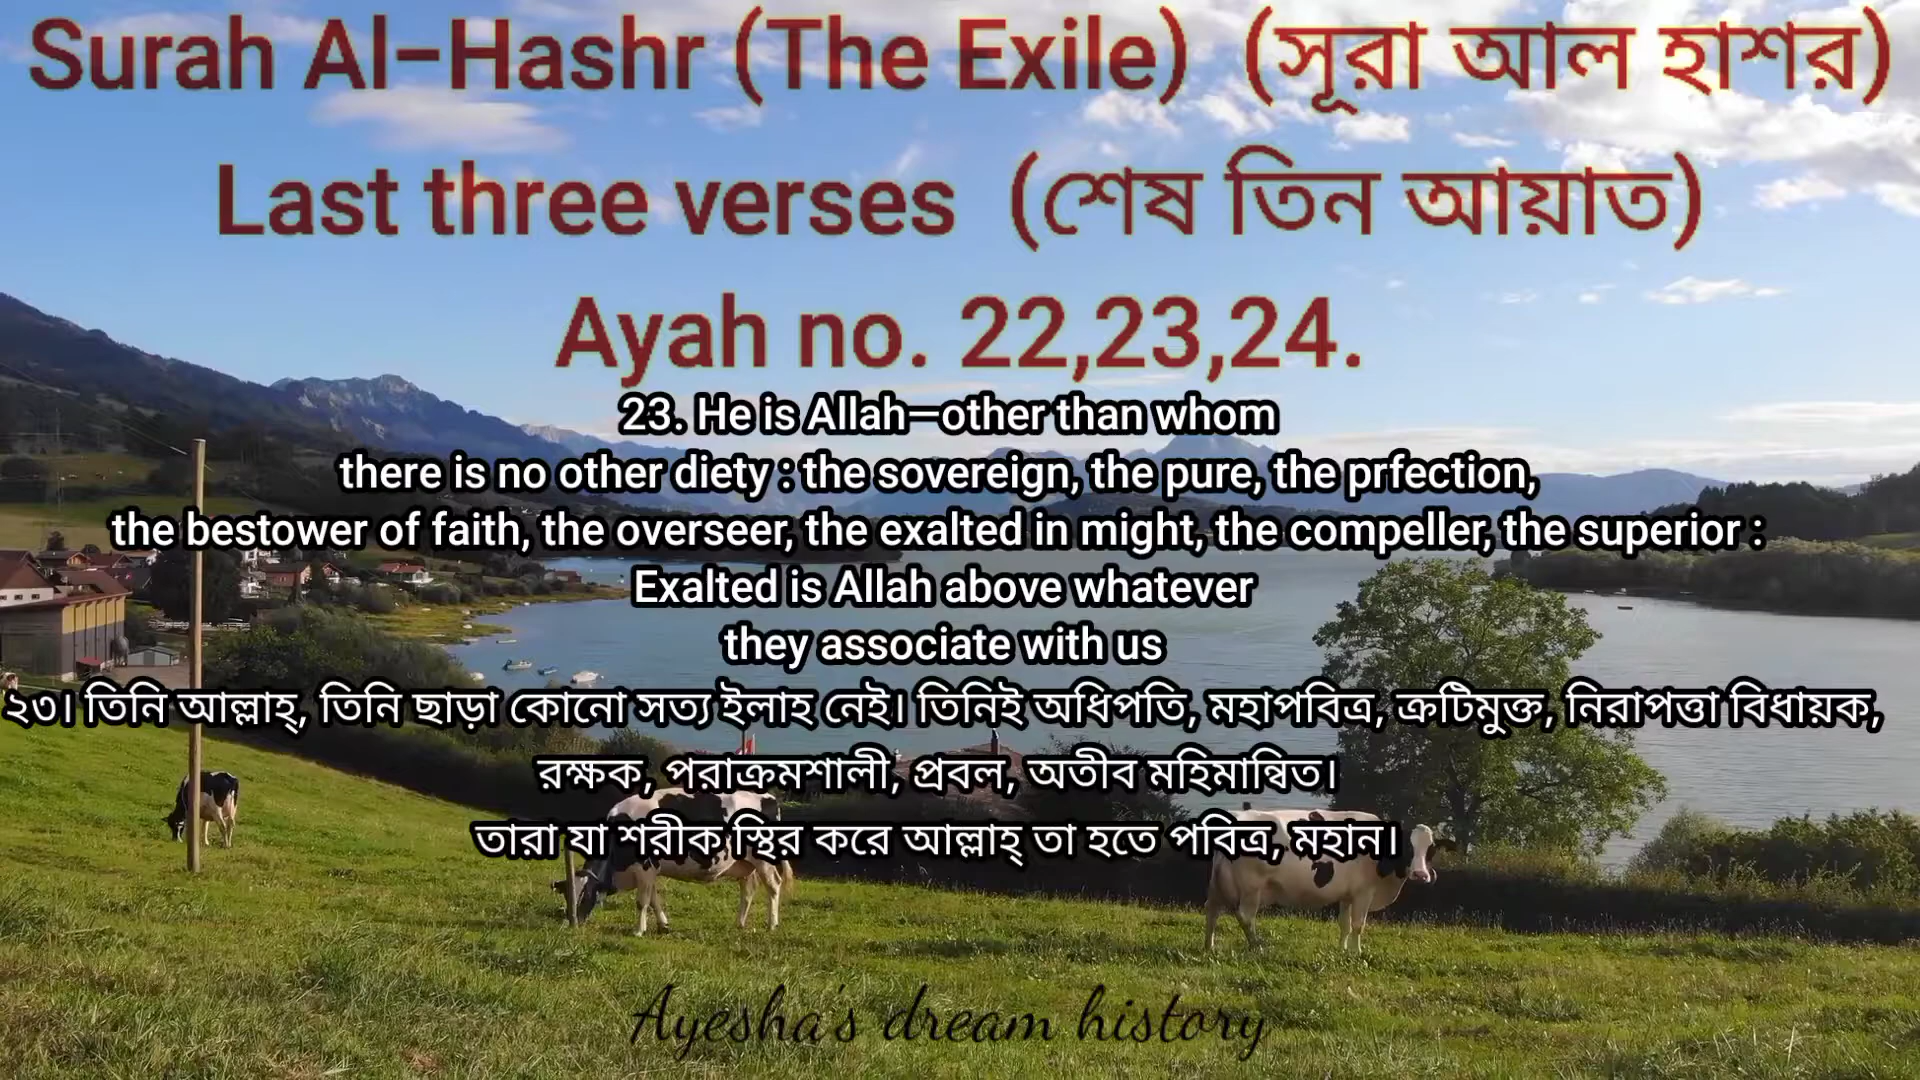 Surah Al-Hashr (The Exile) (সূরা আল হাশর)
Last three verses (শেষ তিন আয়াত)
Ayah no. 22,23,24.
23. He is Allah—other than whom
there is no other diety : the sovereign, the pure, the prfection,
the bestower of faith, the overseer, the exalted in might, the compeller, the superior :
Exalted is Allah above whatever
they associate with us
২৩। তিনি আল্লাহ্, তিনি ছাড়া কোনো সত্য ইলাহ নেই। তিনিই অধিপতি, মহাপবিত্র, ক্রটিমুক্ত, নিরাপত্তা বিধায়ক,
রক্ষক, পরাক্রমশালী, প্রবল, অতীব মহিমান্বিত।
তারা যা শরীক স্থির করে আল্লাহ্ তা হতে পবিত্র, মহান।
Ayesha's dream history